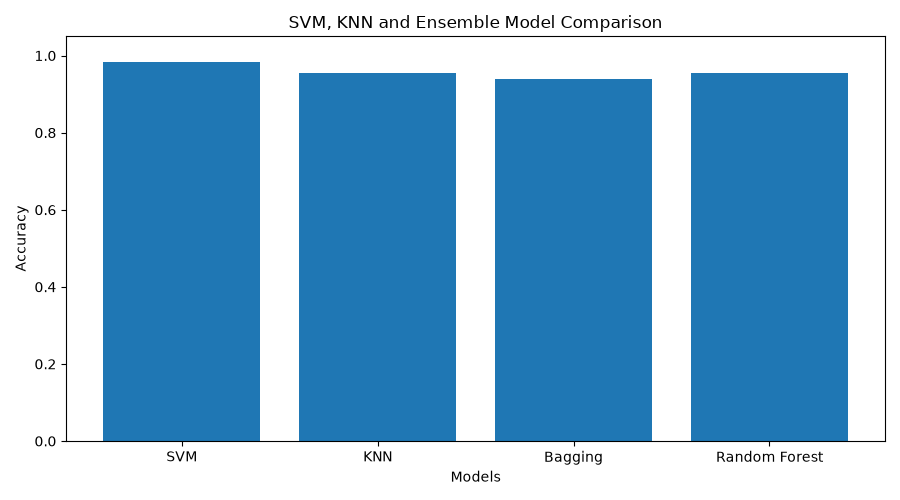 SVM, KNN and Ensemble Model Comparison
1.0
0.8
0.6
0.4
0.2
0.0
Accuracy
SVM KNN Bagging Random Forest
Models